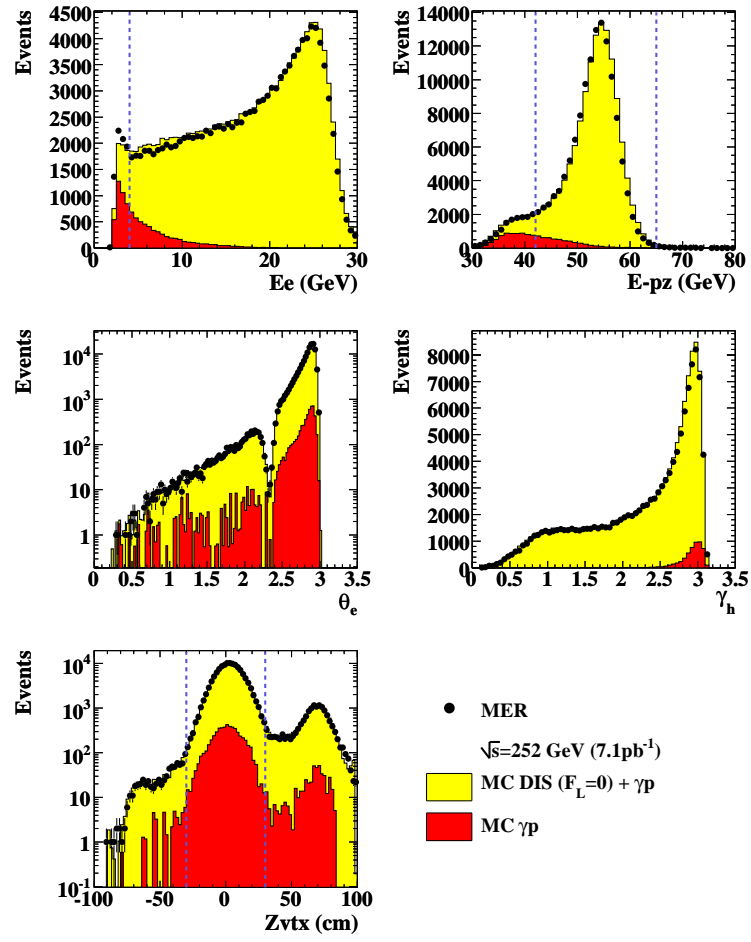 Events
4500
4000
3500
3000
2500
2000
1500
1000
500
0
0 10 20 30
Ee (GeV)
Events
14000
12000
10000
8000
6000
4000
2000
0
30 40 50 60 70 80
E-pz (GeV)
Events
10^4
10^3
10^2
10
1
0 0.5 1 1.5 2 2.5 3 3.5
θ_e
Events
8000
7000
6000
5000
4000
3000
2000
1000
0
0 0.5 1 1.5 2 2.5 3 3.5
γ_h
Events
10^4
10^3
10^2
10
1
10^-1
-100 -50 0 50 100
Zvtx (cm)
MER
√s=252 GeV (7.1pb^-1)
MC DIS (F_L=0) + γp
MC γp